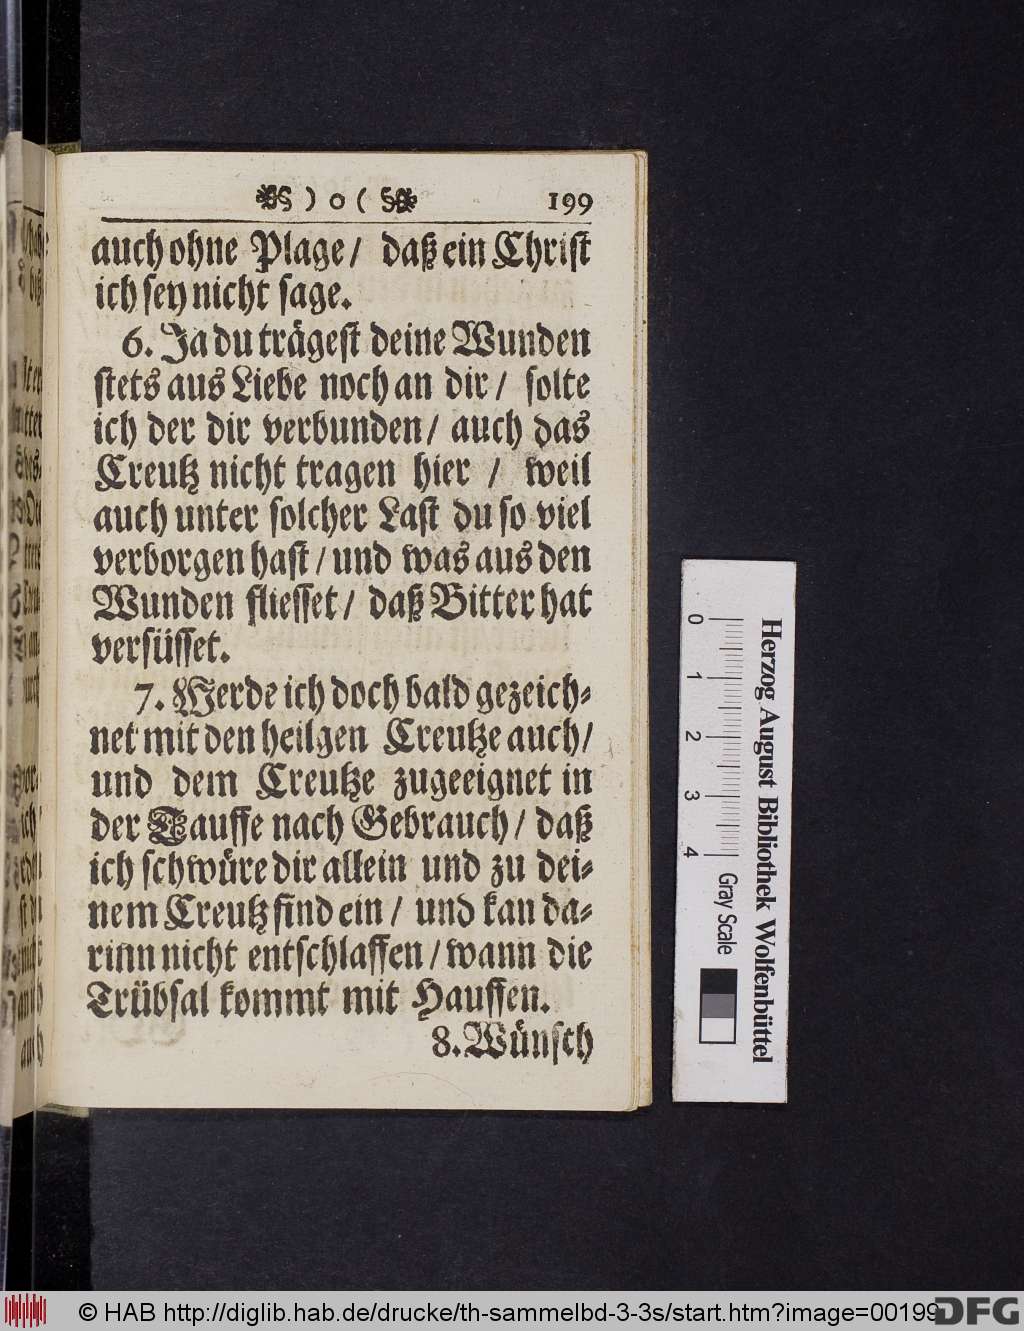 ) o ( 199
auch ohne Plage / daß ein Christ
ich sey nicht sage.
6. Ja du trägest deine Wunden
stets aus Liebe noch an dir / solte
ich der dir verbunden / auch das
Creutz nicht tragen hier / weil
auch unter solcher Last du so viel
verborgen hast / und was aus den
Wunden fliesset / daß Bitter hat
versüsset.
7. Werde ich doch bald gezeich-
net mit den heilgen Creutze auch /
und dem Creutze zugeeignet in
der Tauffe nach Gebrauch / daß
ich schwüre dir allein und zu dei-
nem Creutz find ein / und kan da-
rinn nicht entschlaffen / wann die
Trübsal kommt mit Hauffen.
8. Wünsch
0 1 2 3 4 Gray Scale
Herzog August Bibliothek Wolfenbüttel
© HAB http://diglib.hab.de/drucke/th-sammelbd-3-3s/start.htm?image=00199
DFG